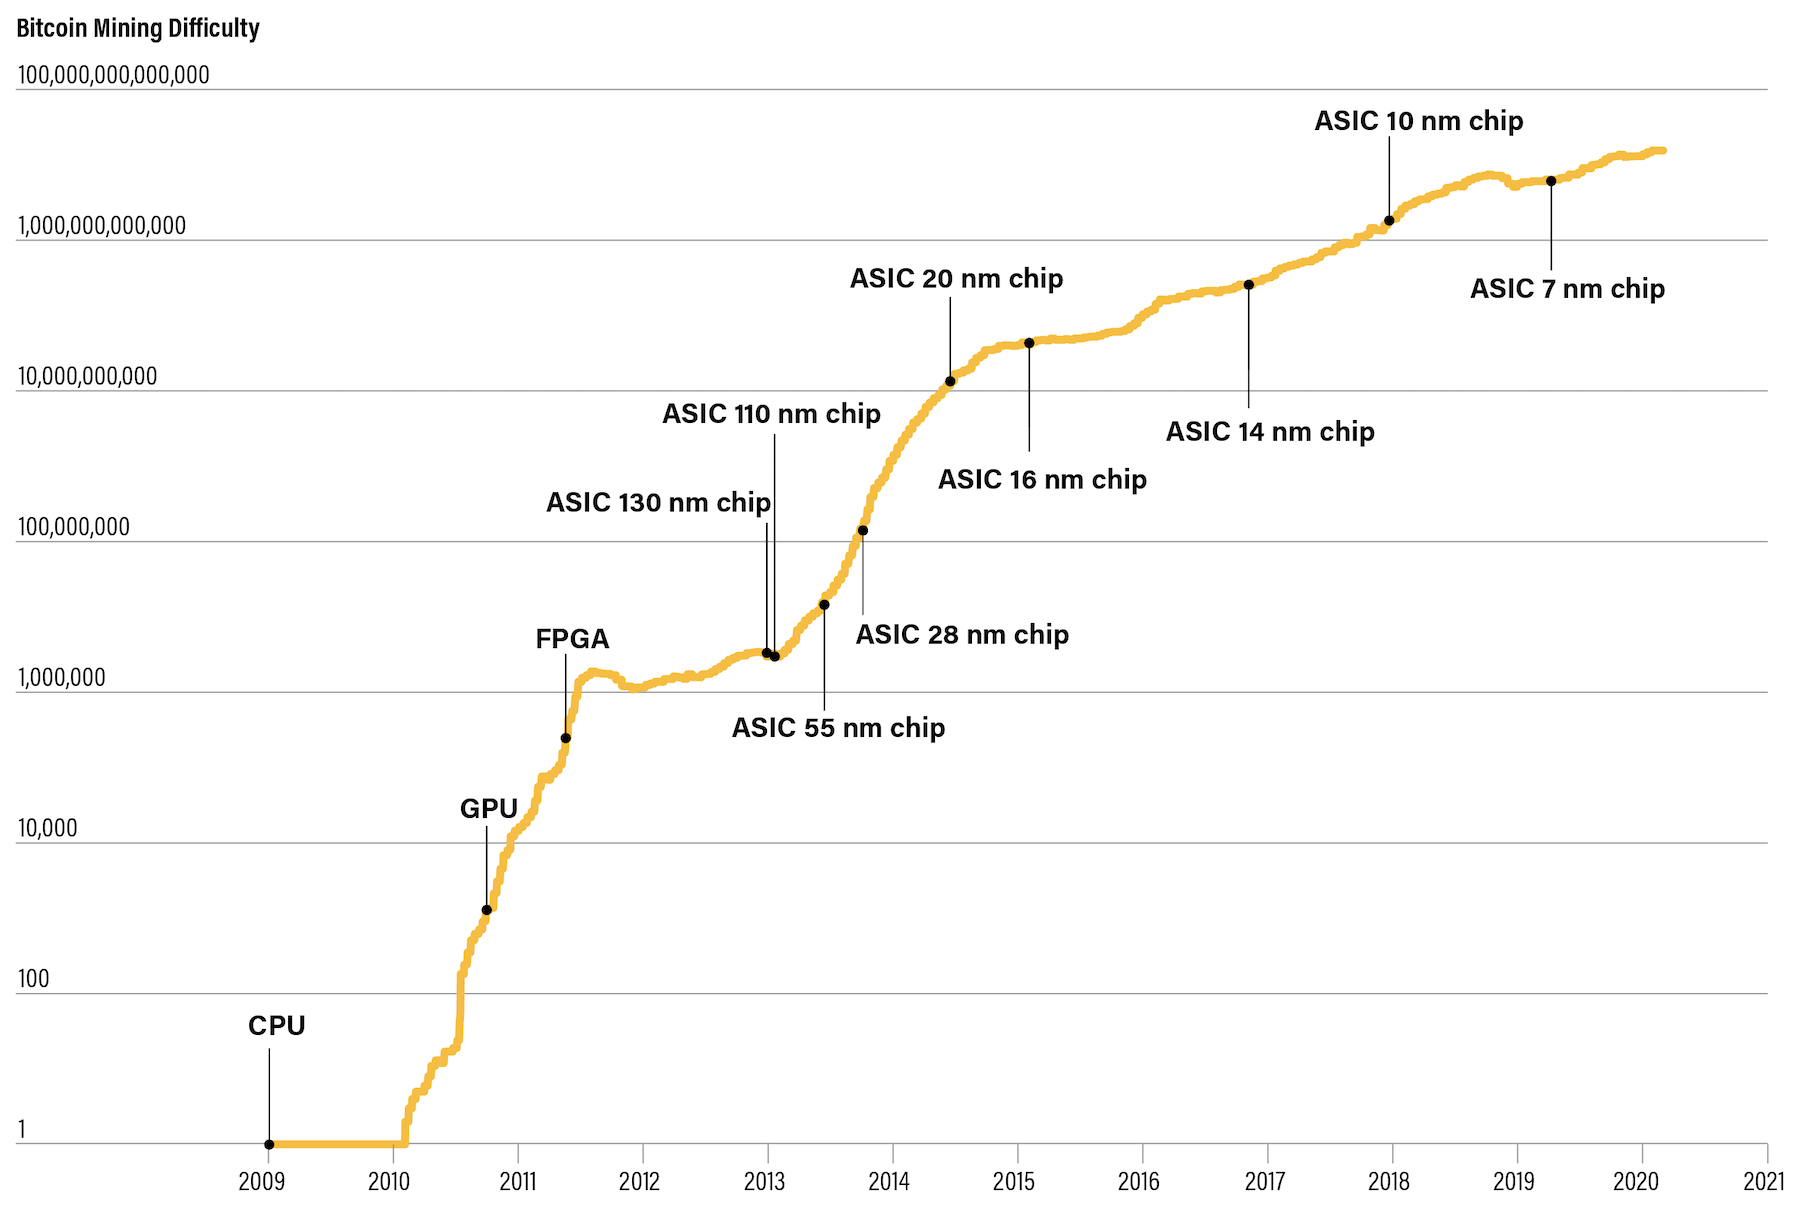 Bitcoin Mining Difficulty
100,000,000,000,000
ASIC 10 nm chip
1,000,000,000,000
ASIC 20 nm chip
ASIC 7 nm chip
10,000,000,000
ASIC 110 nm chip
ASIC 14 nm chip
ASIC 16 nm chip
ASIC 130 nm chip
100,000,000
FPGA
ASIC 28 nm chip
1,000,000
ASIC 55 nm chip
GPU
10,000
100
CPU
1
2009 2010 2011 2012 2013 2014 2015 2016 2017 2018 2019 2020 2021